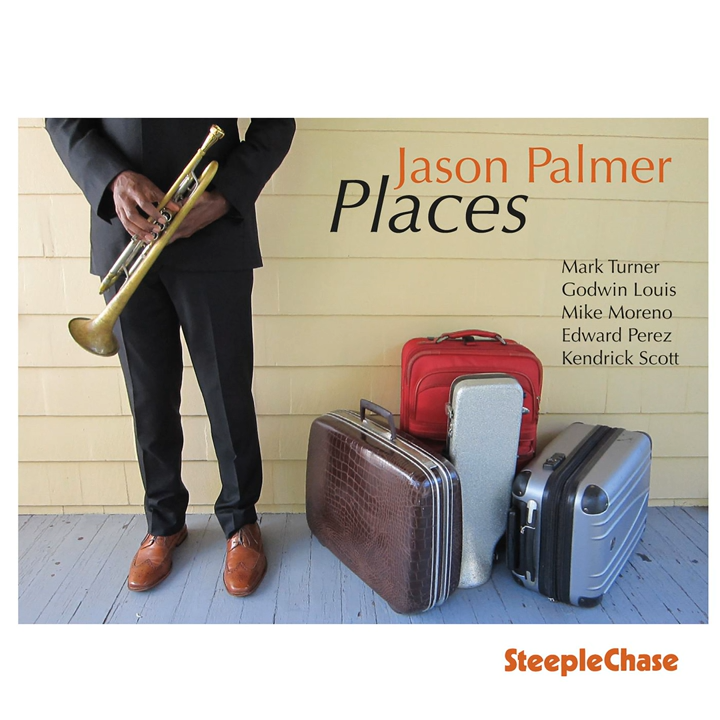 Jason Palmer
Places
Mark Turner
Godwin Louis
Mike Moreno
Edward Perez
Kendrick Scott
SteepleChase